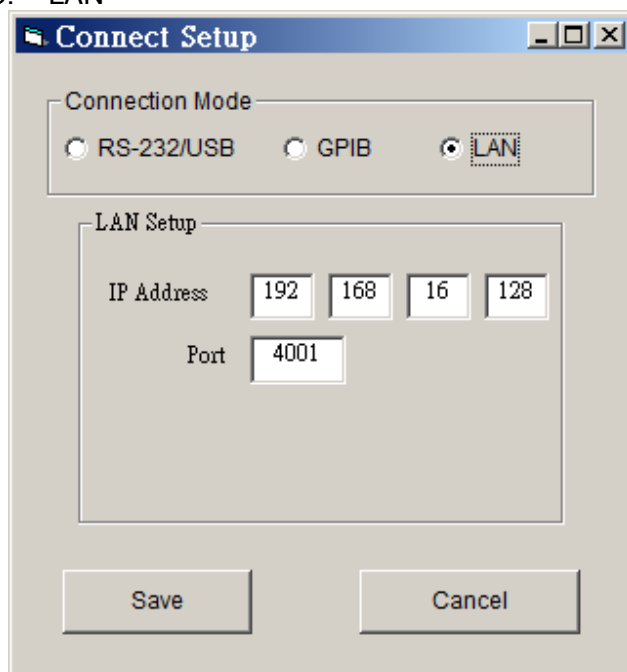 LAN
Connect Setup
Connection Mode
RS-232/USB GPIB LAN
LAN Setup
IP Address 192 168 16 128
Port 4001
Save Cancel